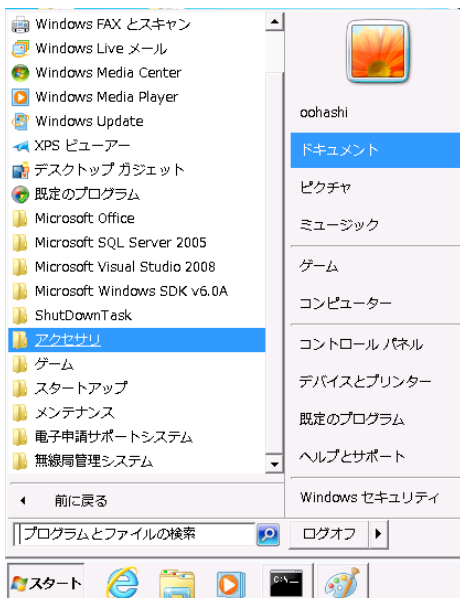 Windows FAX とスキャン
Windows Live メール
Windows Media Center
Windows Media Player
Windows Update
XPS ビューアー
デスクトップ ガジェット
既定のプログラム
Microsoft Office
Microsoft SQL Server 2005
Microsoft Visual Studio 2008
Microsoft Windows SDK v6.0A
ShutDownTask
アクセサリ
ゲーム
スタートアップ
メンテナンス
電子申請サポートシステム
無線局管理システム
前に戻る
プログラムとファイルの検索
oohashi
ドキュメント
ピクチャ
ミュージック
ゲーム
コンピューター
コントロール パネル
デバイスとプリンター
既定のプログラム
ヘルプとサポート
Windows セキュリティ
ログオフ
スタート
C:\_